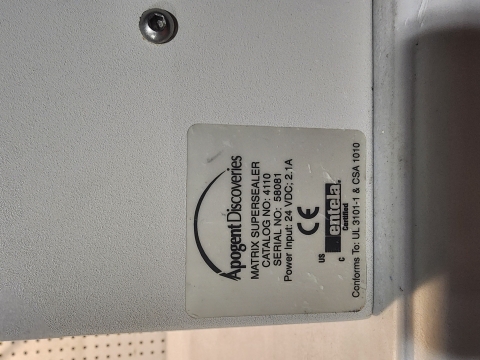 Apogent Discoveries
MATRIX SUPERSEALER
CATALOG NO: 4110
SERIAL NO: 58081
Power Input: 24 VDC; 2.1A
CE
C US
entela
Certified
Conforms To: UL 3101-1 & CSA 1010